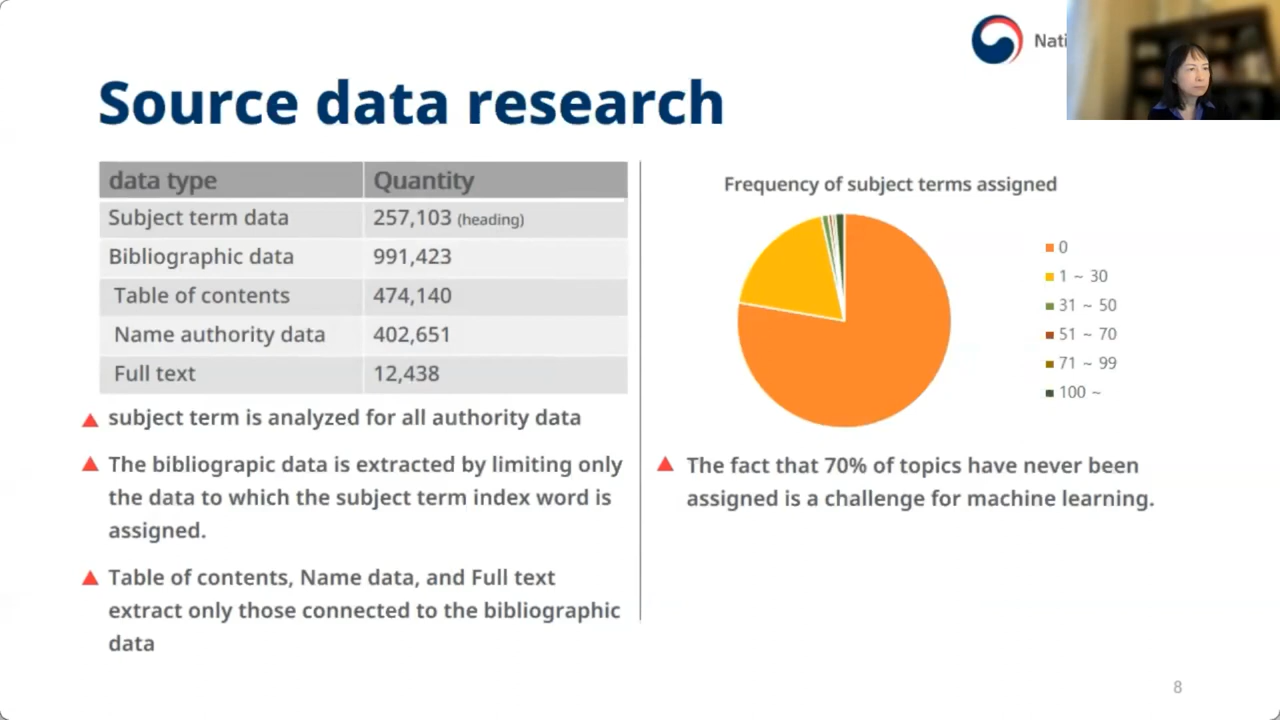 Nati
Source data research
data type Quantity
Subject term data 257,103 (heading)
Bibliographic data 991,423
Table of contents 474,140
Name authority data 402,651
Full text 12,438
▲ subject term is analyzed for all authority data
▲ The bibliograpic data is extracted by limiting only
the data to which the subject term index word is
assigned.
▲ Table of contents, Name data, and Full text
extract only those connected to the bibliographic
data
Frequency of subject terms assigned
0
1 ~ 30
31 ~ 50
51 ~ 70
71 ~ 99
100 ~
▲ The fact that 70% of topics have never been
assigned is a challenge for machine learning.
8